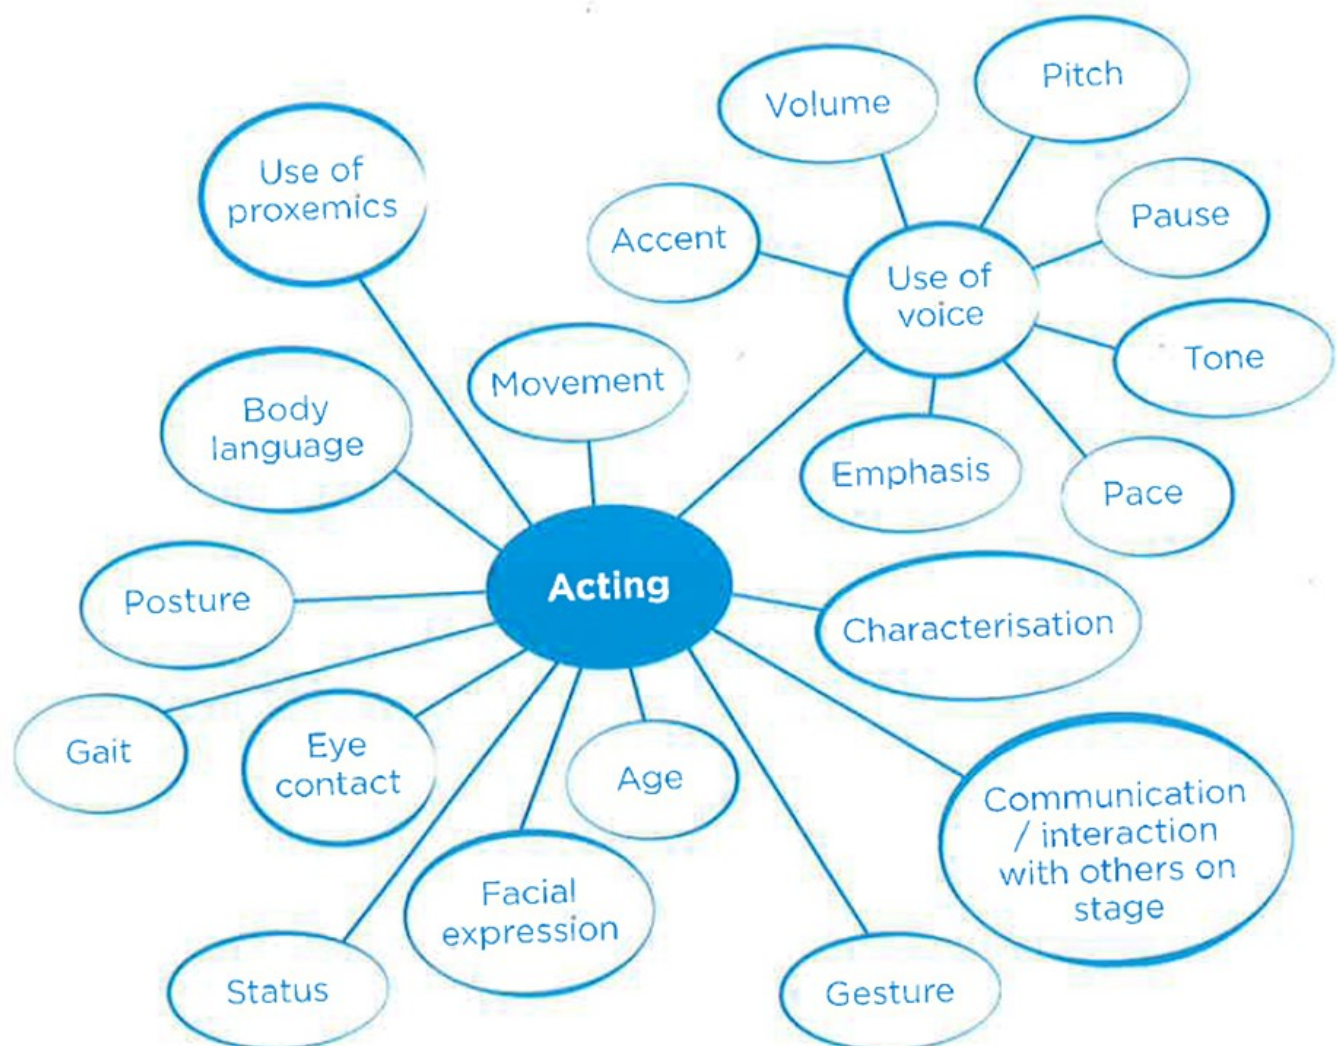 Pitch
Volume
Use of
proxemics
Pause
Accent
Use of
voice
Tone
Movement
Body
language
Emphasis
Pace
Acting
Posture
Characterisation
Gait
Eye
contact
Age
Communication
/ interaction
with others on
stage
Facial
expression
Status
Gesture